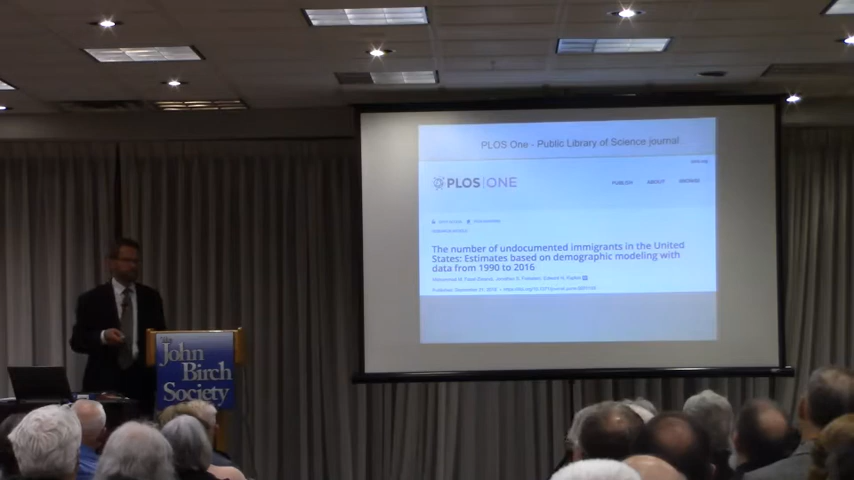 PLOS One - Public Library of Science journal
PLOS | ONE
PUBLISH ABOUT BROWSE
The number of undocumented immigrants in the United
States: Estimates based on demographic modeling with
data from 1990 to 2016
The
John
Birch
Society